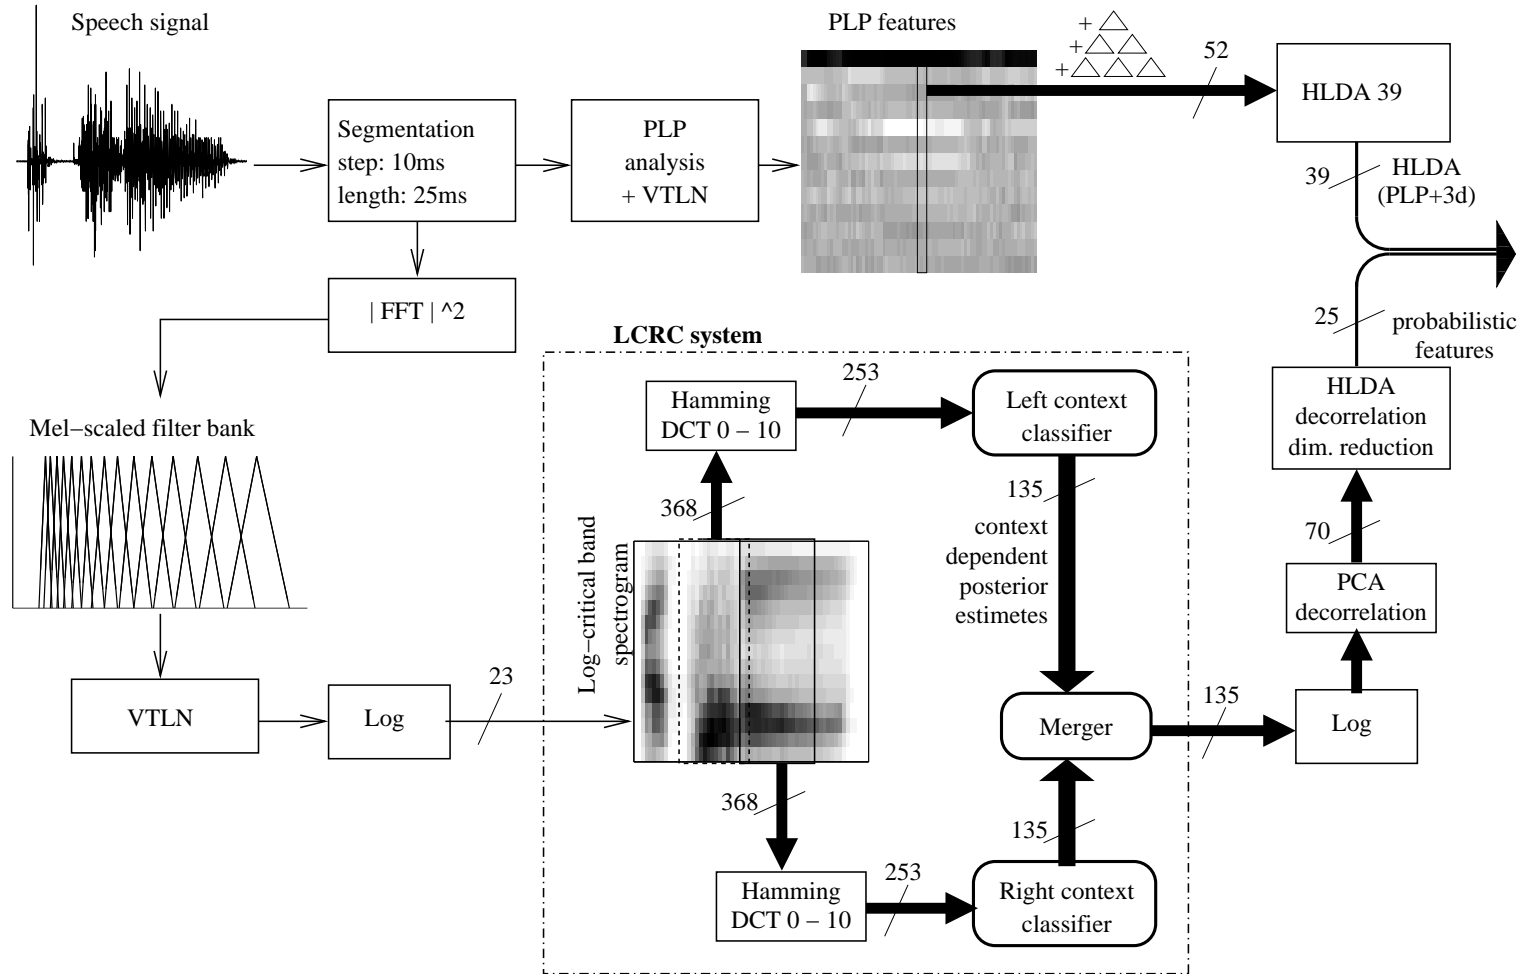 Speech signal
PLP features
+
+
+
52
HLDA 39
Segmentation
step: 10ms
length: 25ms
PLP
analysis
+ VTLN
39
HLDA
(PLP+3d)
| FFT | ^2
25
probabilistic
features
LCRC system
253
Hamming
DCT 0 – 10
Left context
classifier
HLDA
decorrelation
dim. reduction
Mel–scaled filter bank
368
135
context
dependent
posterior
estimetes
70
Log–critical band
spectrogram
PCA
decorrelation
VTLN
Log
23
Merger
135
Log
368
135
Hamming
DCT 0 – 10
253
Right context
classifier